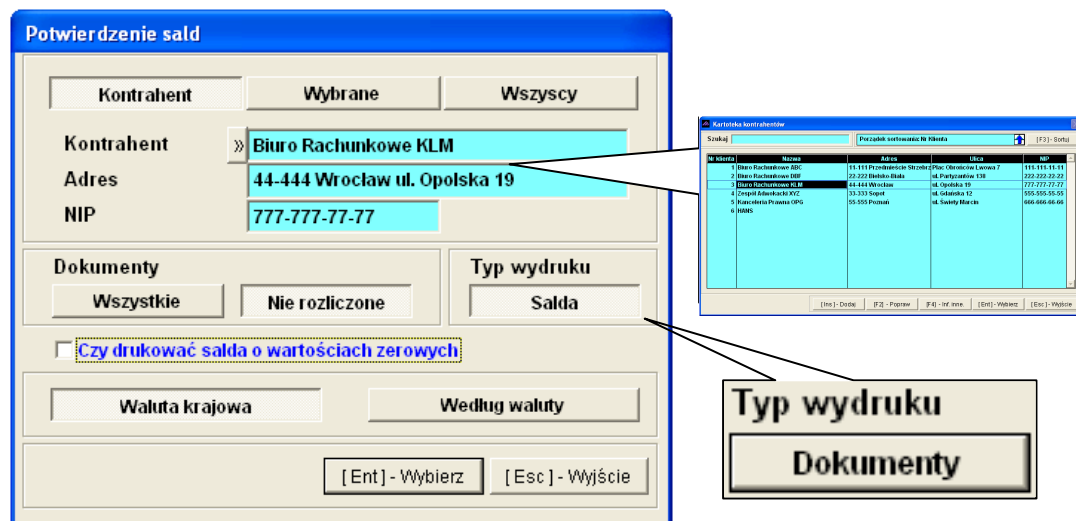 Potwierdzenie sald
Kontrahent Wybrane Wszyscy
Kontrahent » Biuro Rachunkowe KLM
Adres 44-444 Wrocław ul. Opolska 19
NIP 777-777-77-77
Dokumenty Typ wydruku
Wszystkie Nie rozliczone Salda
Czy drukować salda o wartościach zerowych
Waluta krajowa Według waluty
[Ent] - Wybierz [Esc] - Wyjście
Kartoteka kontrahentów
Szukaj Porządek sortowania: Nr Klienta [F3] - Sortuj
Nr klienta Nazwa Adres Ulica NIP
1 Biuro Rachunkowe ABC 11-111 Przedmieście Strzebrz Plac Obrońców Lwowa 7 111-111-11-11
2 Biuro Rachunkowe DEF 22-222 Bielsko-Biała ul. Partyzantów 138 222-222-22-22
3 Biuro Rachunkowe KLM 44-444 Wrocław ul. Opolska 19 777-777-77-77
4 Zespół Adwokacki XYZ 33-333 Sopot ul. Gdańska 12 555-555-55-55
5 Kancelaria Prawna OPG 55-555 Poznań ul. Święty Marcin 666-666-66-66
6 HANS
[Ins] - Dodaj [F2] - Popraw [F4] - Inf. inne. [Ent] - Wybierz [Esc] - Wyjście
Typ wydruku
Dokumenty